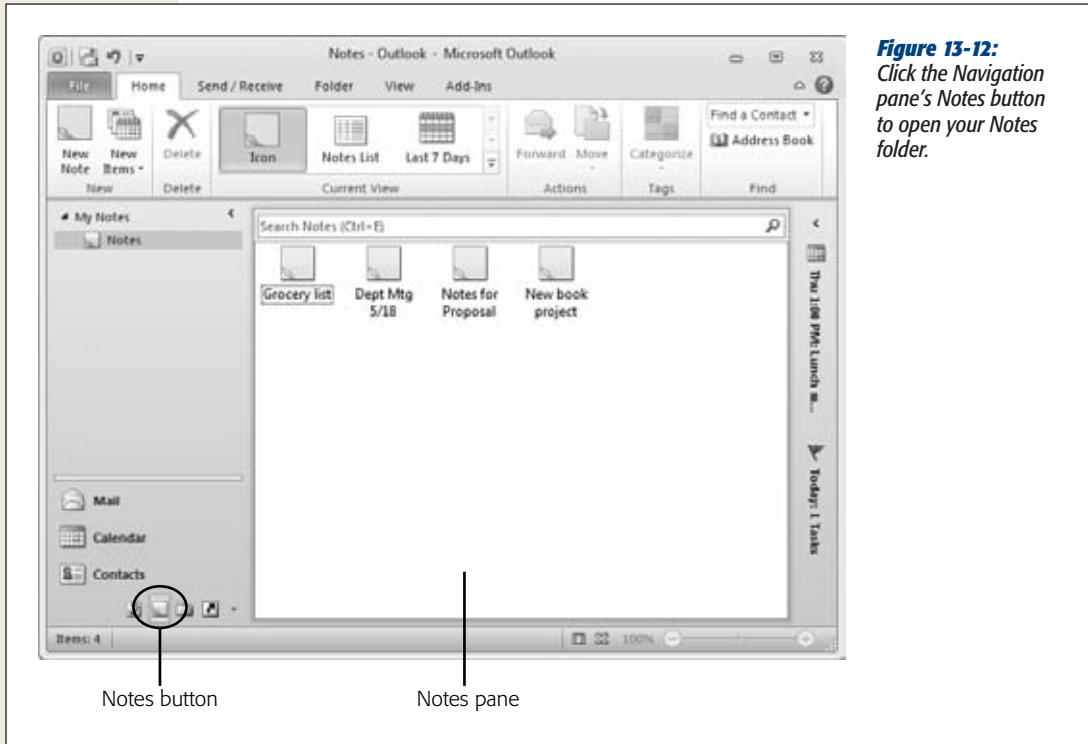 Notes - Outlook - Microsoft Outlook
File Home Send / Receive Folder View Add-Ins
New Note
New Items
Delete
Icon
Notes List
Last 7 Days
Forward
Move
Categorize
Find a Contact
Address Book
New Delete Current View Actions Tags Find
My Notes
Notes
Search Notes (Ctrl+E)
Grocery list
Dept Mtg
5/18
Notes for
Proposal
New book
project
Thu 1:00 PM: Lunch m...
Today: 1 Tasks
Mail
Calendar
Contacts
Items: 4
100%
Notes button
Notes pane
Figure 13-12:
Click the Navigation
pane's Notes button
to open your Notes
folder.